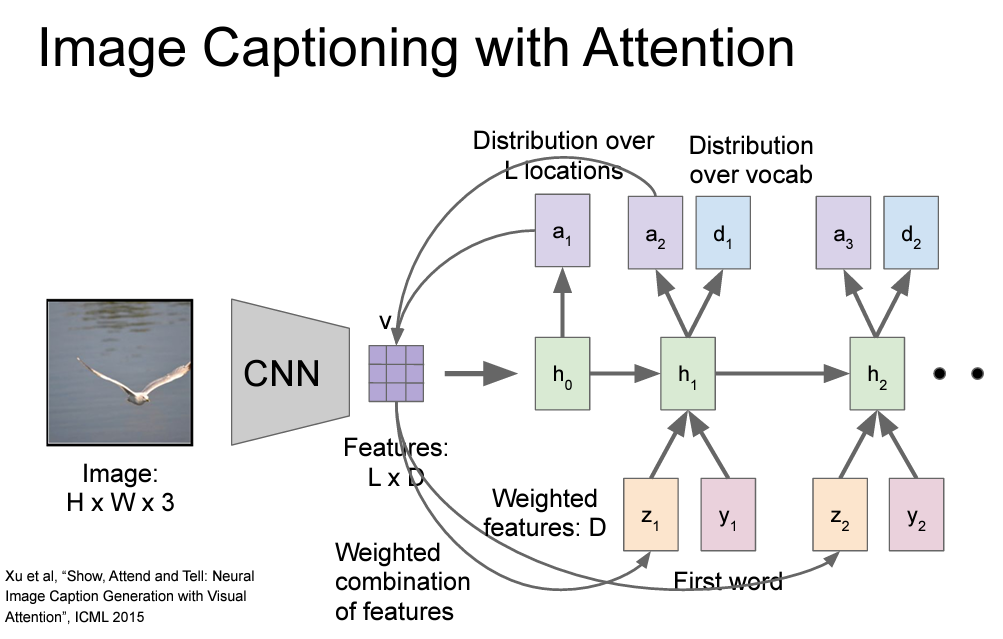 Image Captioning with Attention
Distribution over
L locations
Distribution
over vocab
a1
a2
d1
a3
d2
v
CNN
h0
h1
h2
Image:
H x W x 3
Features:
L x D
Weighted
features: D
z1
y1
z2
y2
Weighted
combination
of features
First word
Xu et al, “Show, Attend and Tell: Neural
Image Caption Generation with Visual
Attention”, ICML 2015